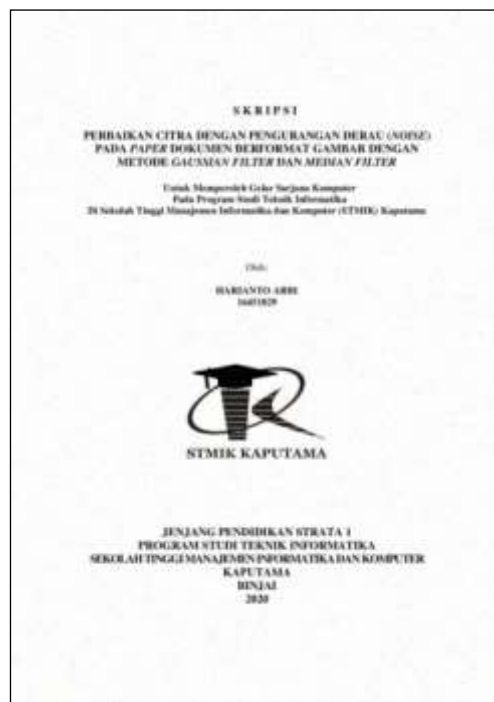 SKRIPSI
PERBAIKAN CITRA DENGAN PENGURANGAN DERAU (NOISE)
PADA PAPER DOKUMEN BERFORMAT GAMBAR DENGAN
METODE GAUSSIAN FILTER DAN MEDIAN FILTER
Untuk Memperoleh Gelar Sarjana Komputer
Pada Program Studi Teknik Informatika
Di Sekolah Tinggi Manajemen Informatika dan Komputer (STMIK) Kaputama
Oleh:
HARIANTO
STMIK KAPUTAMA
JENJANG PENDIDIKAN STRATA 1
PROGRAM STUDI TEKNIK INFORMATIKA
SEKOLAH TINGGI MANAJEMEN INFORMATIKA DAN KOMPUTER
KAPUTAMA
BINJAI
2020